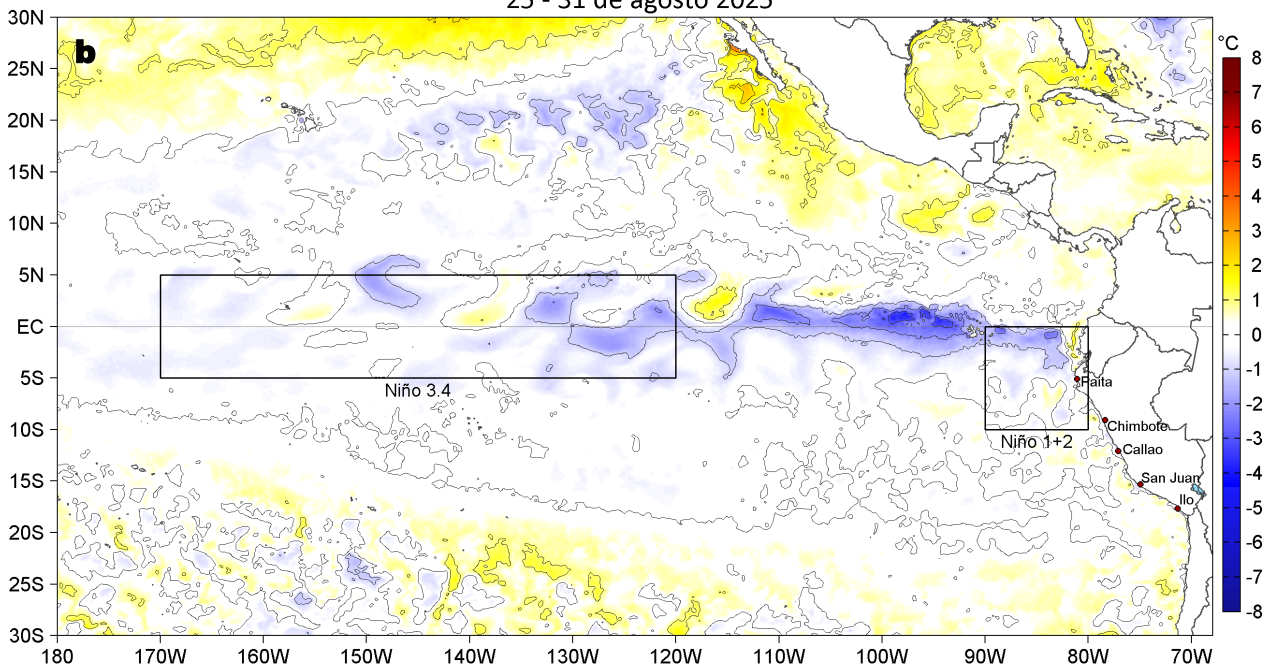 25 - 31 de agosto 2025
b
°C
30N
25N
20N
15N
10N
5N
EC
5S
10S
15S
20S
25S
30S
Niño 3.4
Niño 1+2
Paita
Chimbote
Callao
San Juan
Ilo
8
7
6
5
4
3
2
1
0
-1
-2
-3
-4
-5
-6
-7
-8
180
170W
160W
150W
140W
130W
120W
110W
100W
90W
80W
70W